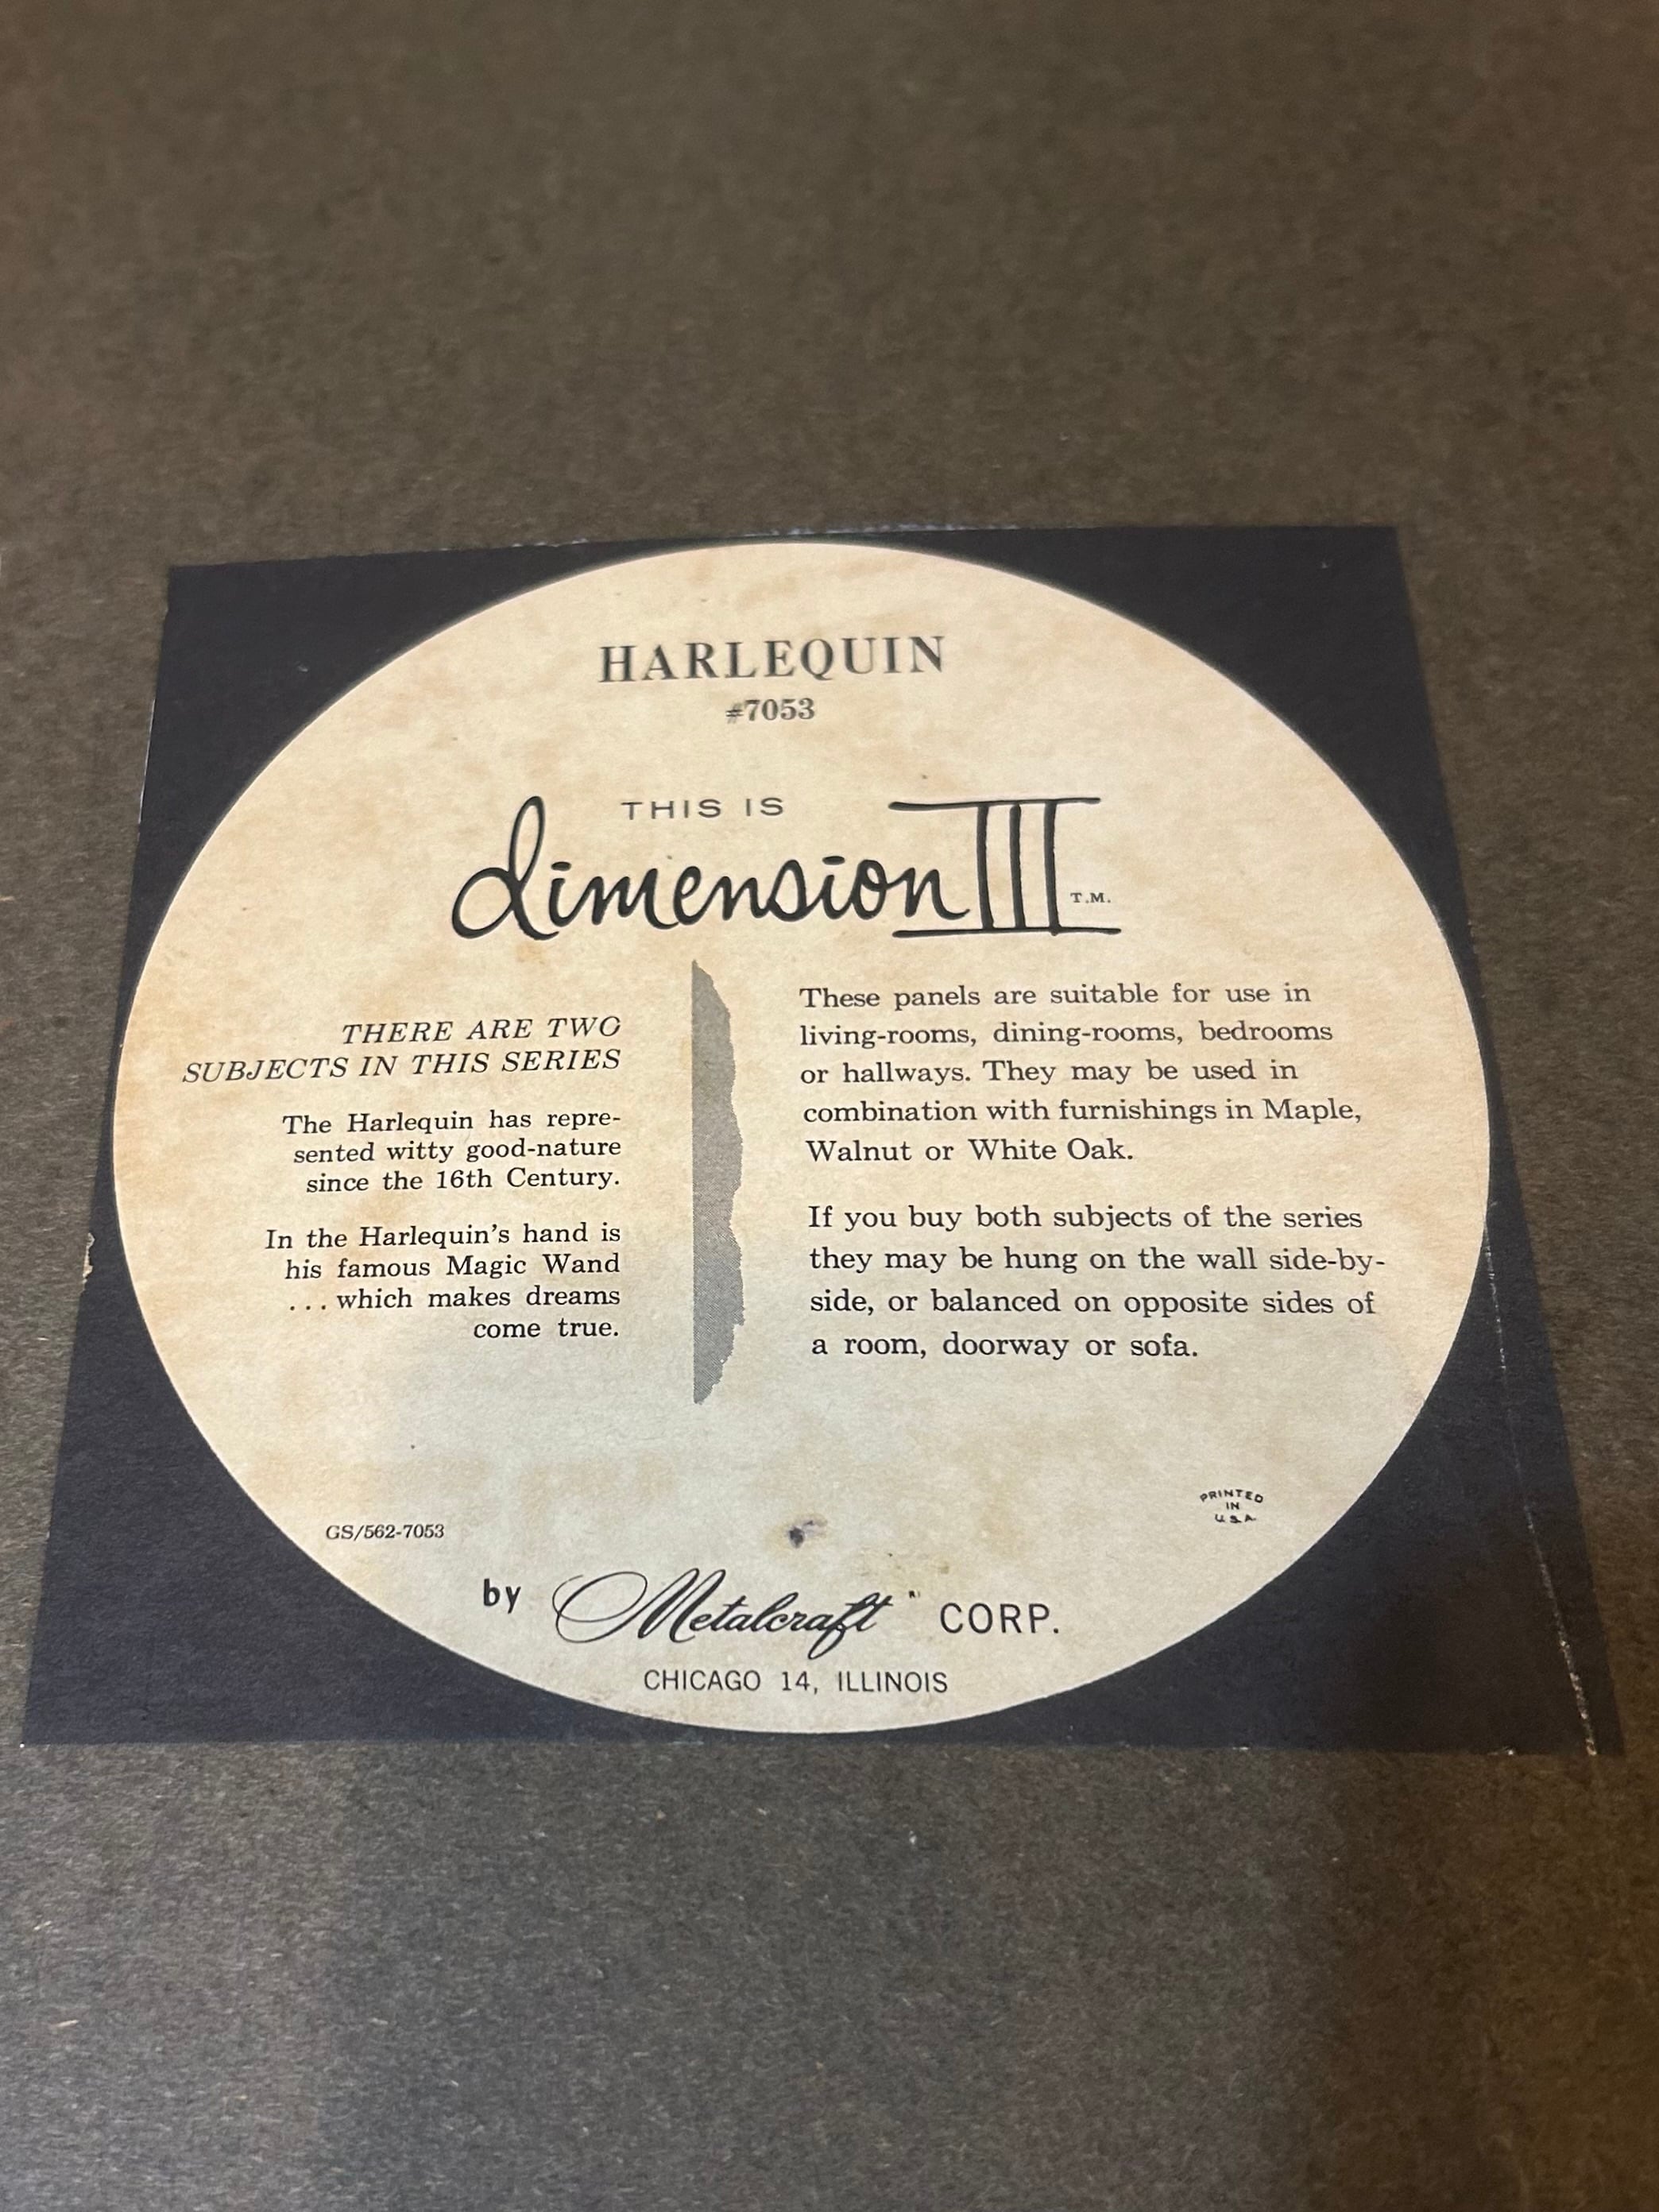 HARLEQUIN
#7053
THIS IS
dimension III T.M.
THERE ARE TWO
SUBJECTS IN THIS SERIES
The Harlequin has repre-
sented witty good-nature
since the 16th Century.
In the Harlequin's hand is
his famous Magic Wand
...which makes dreams
come true.
These panels are suitable for use in
living-rooms, dining-rooms, bedrooms
or hallways. They may be used in
combination with furnishings in Maple,
Walnut or White Oak.
If you buy both subjects of the series
they may be hung on the wall side-by-
side, or balanced on opposite sides of
a room, doorway or sofa.
GS/562-7053
PRINTED
IN
U.S.A.
by Metalcraft CORP.
CHICAGO 14, ILLINOIS